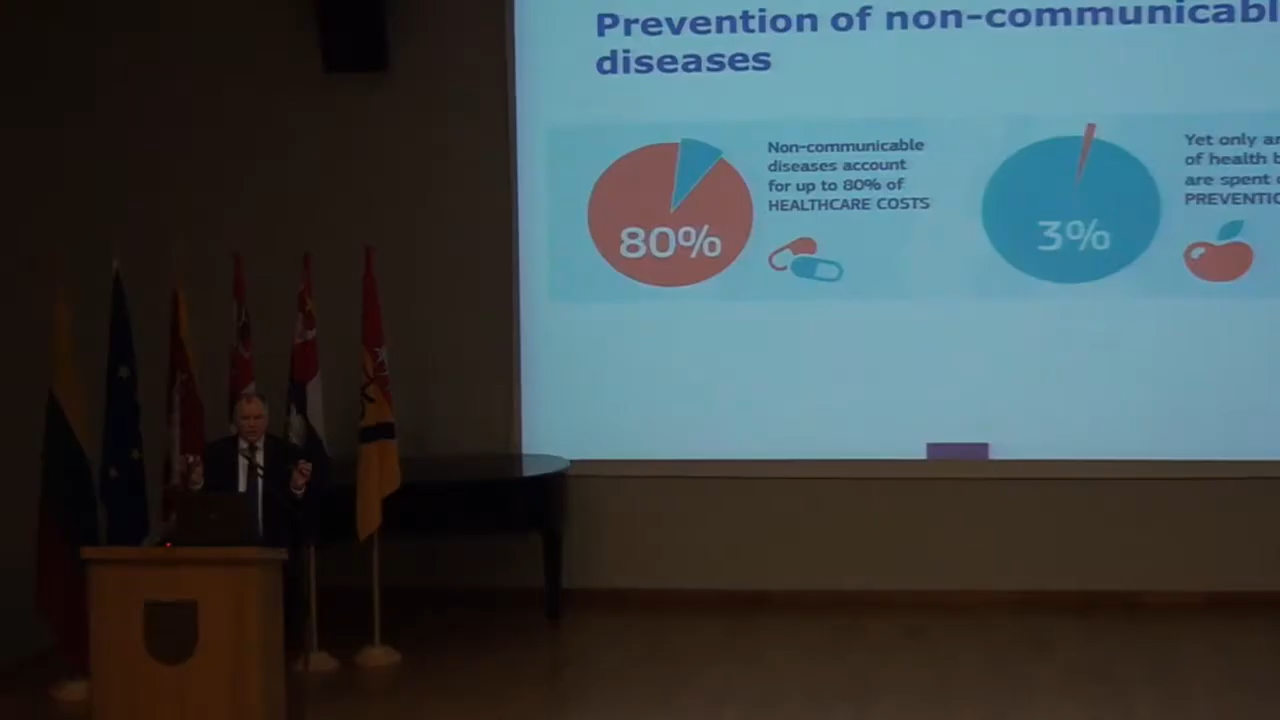 Prevention of non-communicabl
diseases
80%
Non-communicable
diseases account
for up to 80% of
HEALTHCARE COSTS
3%
Yet only
of health
are spent